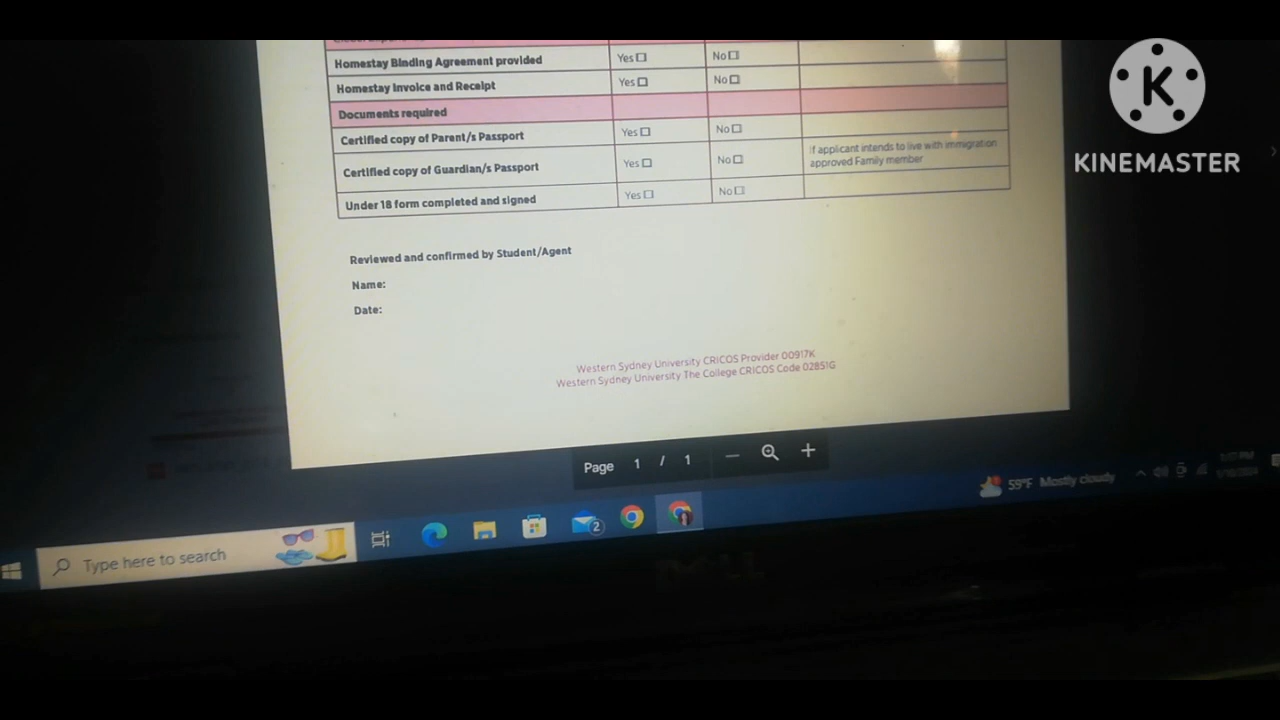 Homestay Binding Agreement provided Yes☐ No☐
Homestay Invoice and Receipt Yes☐ No☐
Documents required
Certified copy of Parent/s Passport Yes☐ No☐
Certified copy of Guardian/s Passport Yes☐ No☐ If applicant intends to live with immigration
approved Family member
Under 18 form completed and signed Yes☐ No☐
Reviewed and confirmed by Student/Agent
Name:
Date:
Western Sydney University CRICOS Provider 00917K
Western Sydney University The College CRICOS Code 02851G
Page 1 / 1
Type here to search
2
59°F Mostly cloudy
K
KINEMASTER